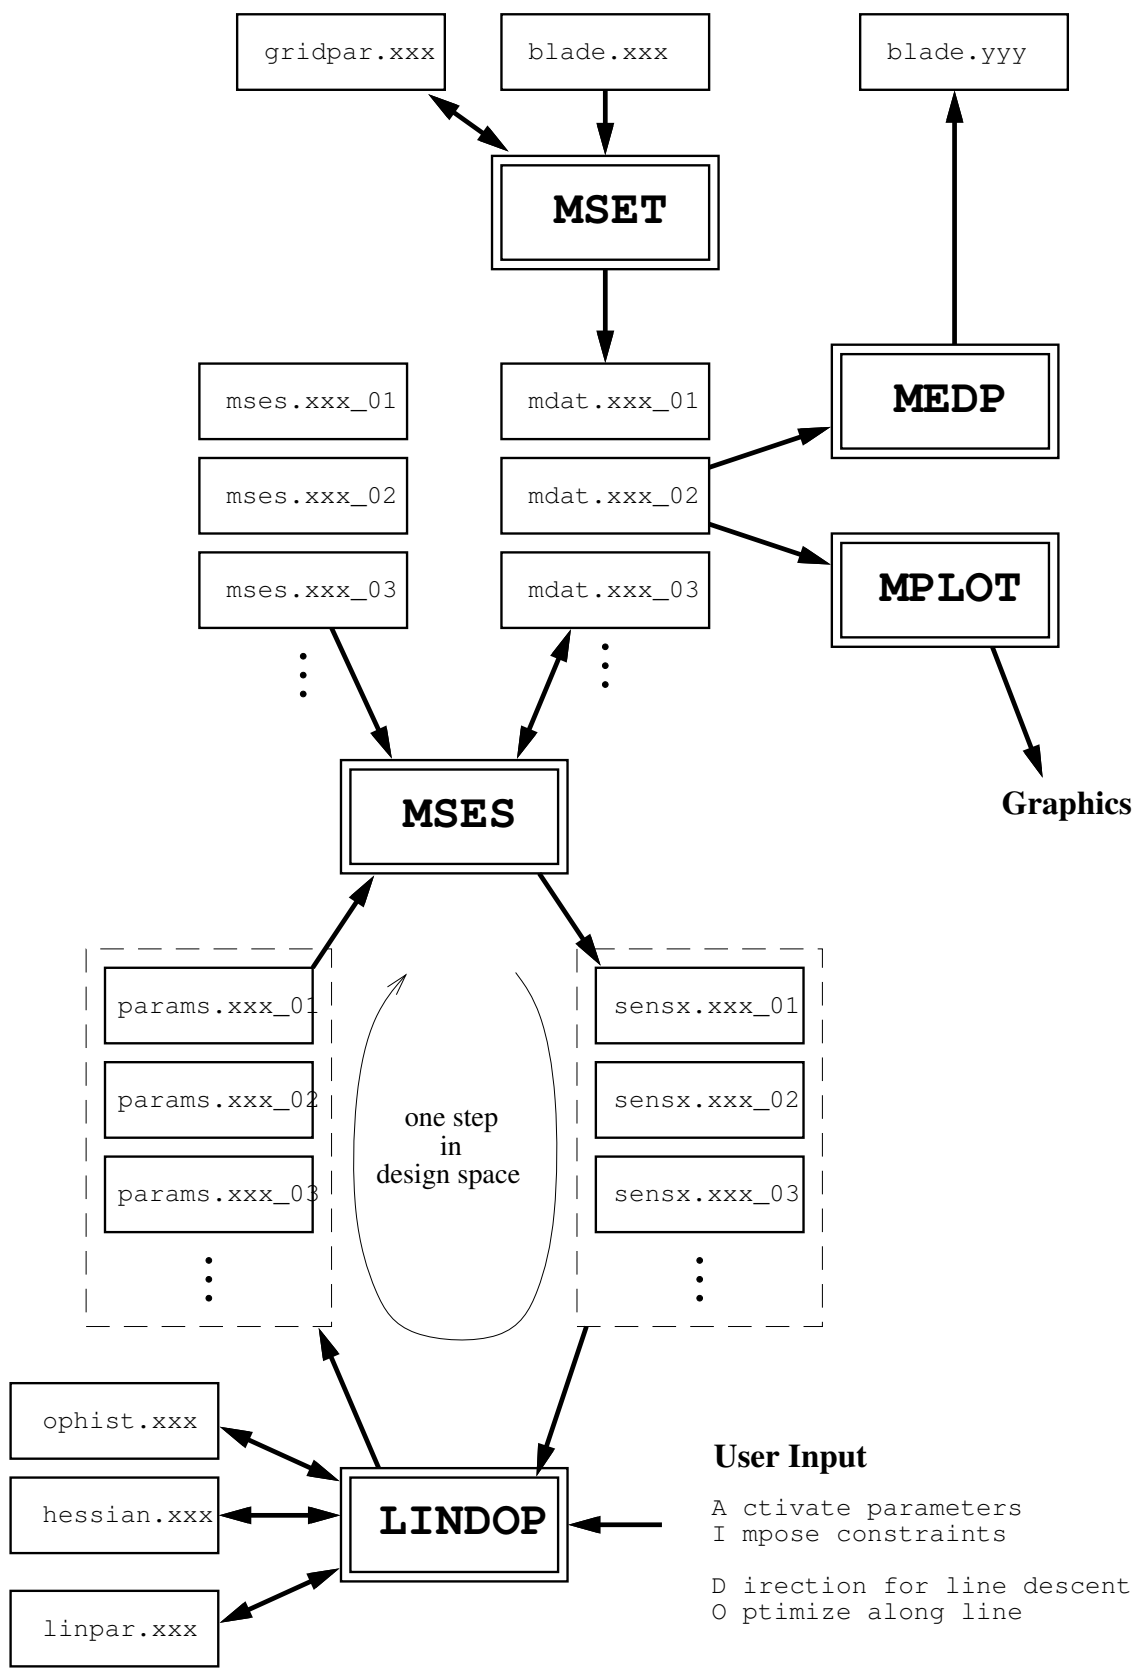 gridpar.xxx
blade.xxx
blade.yyy
MSET
mses.xxx_01
mdat.xxx_01
MEDP
mses.xxx_02
mdat.xxx_02
mses.xxx_03
mdat.xxx_03
MPLOT
Graphics
MSES
params.xxx_01
sensx.xxx_01
params.xxx_02
sensx.xxx_02
one step
in
design space
params.xxx_03
sensx.xxx_03
ophist.xxx
hessian.xxx
linpar.xxx
LINDOP
User Input
A ctivate parameters
I mpose constraints
D irection for line descent
O ptimize along line